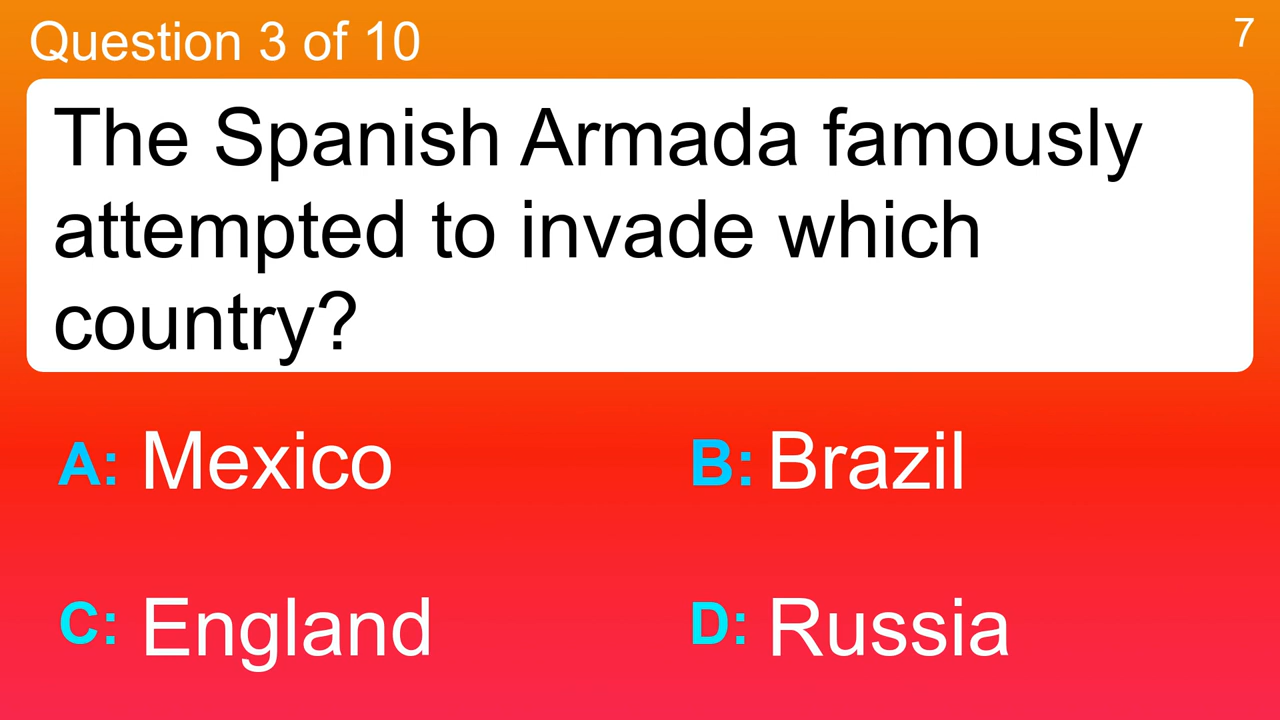 Question 3 of 10
7
The Spanish Armada famously
attempted to invade which
country?
A: Mexico
B: Brazil
C: England
D: Russia